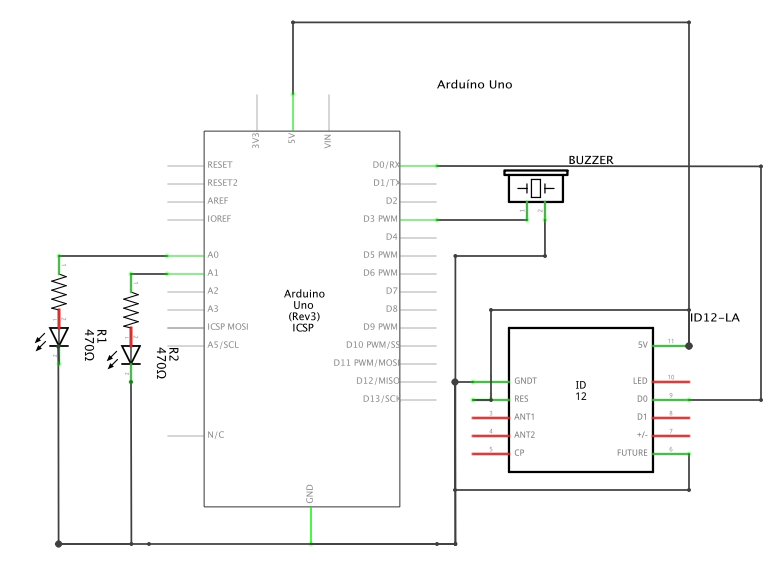 Arduíno Uno
3V3
5V
VIN
RESET
RESET2
AREF
IOREF
A0
A1
A2
A3
ICSP MOSI
A5/SCL
N/C
D0/RX
D1/TX
D2
D3 PWM
D4
D5 PWM
D6 PWM
D7
D8
D9 PWM
D10 PWM/SS
D11 PWM/MOSI
D12/MISO
D13/SCK
Arduino
Uno
(Rev3)
ICSP
GND
R1
470Ω
R2
470Ω
BUZZER
1
2
ID12-LA
ID
12
GNDT
RES
ANT1
ANT2
CP
3
4
5
5V
LED
D0
D1
+/-
FUTURE
11
10
9
8
7
6